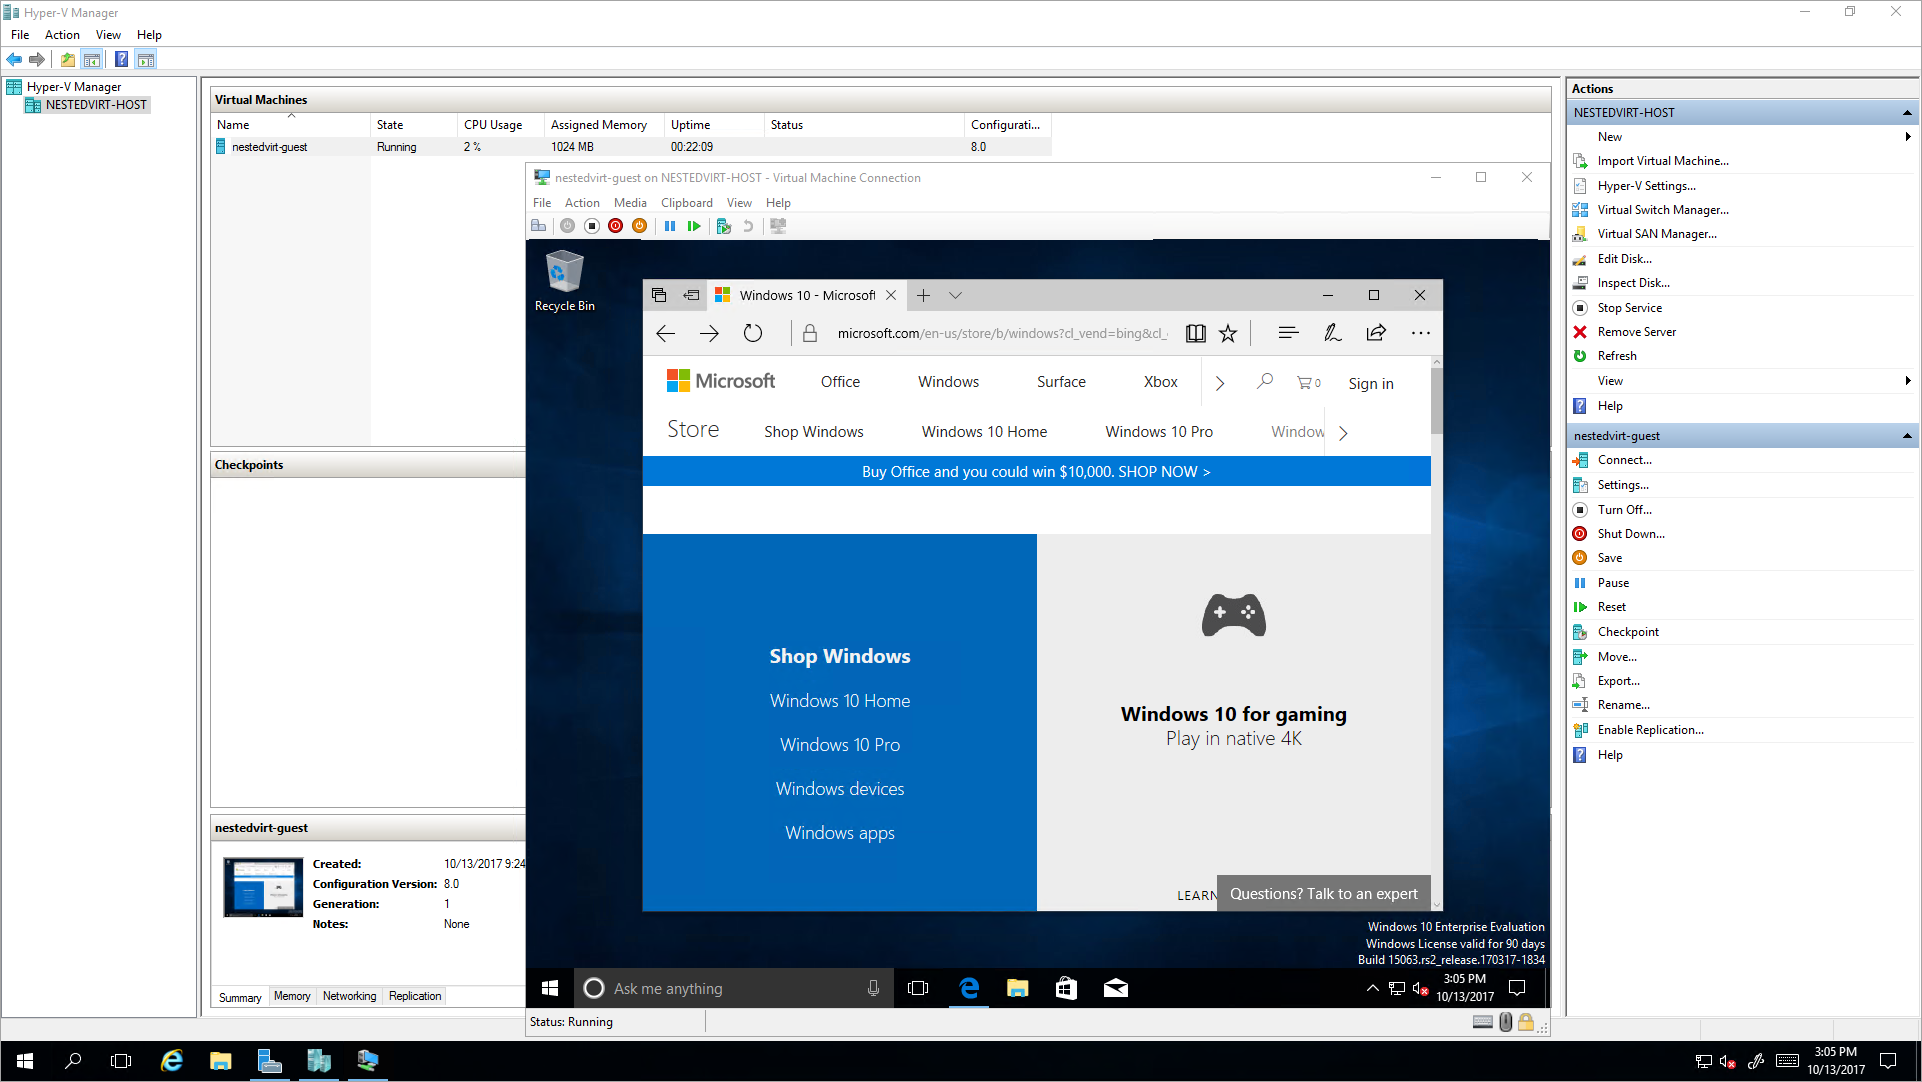 Hyper-V Manager
File Action View Help
Hyper-V Manager
NESTEDVIRT-HOST
Virtual Machines
Name State CPU Usage Assigned Memory Uptime Status Configurati...
nestedvirt-guest Running 2 % 1024 MB 00:22:09 8.0
Checkpoints
nestedvirt-guest
Created: 10/13/2017 9:24
Configuration Version: 8.0
Generation: 1
Notes: None
Summary Memory Networking Replication
nestedvirt-guest on NESTEDVIRT-HOST - Virtual Machine Connection
File Action Media Clipboard View Help
Recycle Bin
Windows 10 - Microsoft
microsoft.com/en-us/store/b/windows?cl_vend=bing&cl_
Microsoft Office Windows Surface Xbox 0 Sign in
Store Shop Windows Windows 10 Home Windows 10 Pro Window
Buy Office and you could win $10,000. SHOP NOW >
Shop Windows
Windows 10 Home
Windows 10 Pro
Windows devices
Windows apps
Windows 10 for gaming
Play in native 4K
LEARN
Questions? Talk to an expert
Windows 10 Enterprise Evaluation
Windows License valid for 90 days
Build 15063.rs2_release.170317-1834
Ask me anything
3:05 PM
10/13/2017
Status: Running
Actions
NESTEDVIRT-HOST
New
Import Virtual Machine...
Hyper-V Settings...
Virtual Switch Manager...
Virtual SAN Manager...
Edit Disk...
Inspect Disk...
Stop Service
Remove Server
Refresh
View
Help
nestedvirt-guest
Connect...
Settings...
Turn Off...
Shut Down...
Save
Pause
Reset
Checkpoint
Move...
Export...
Rename...
Enable Replication...
Help
3:05 PM
10/13/2017